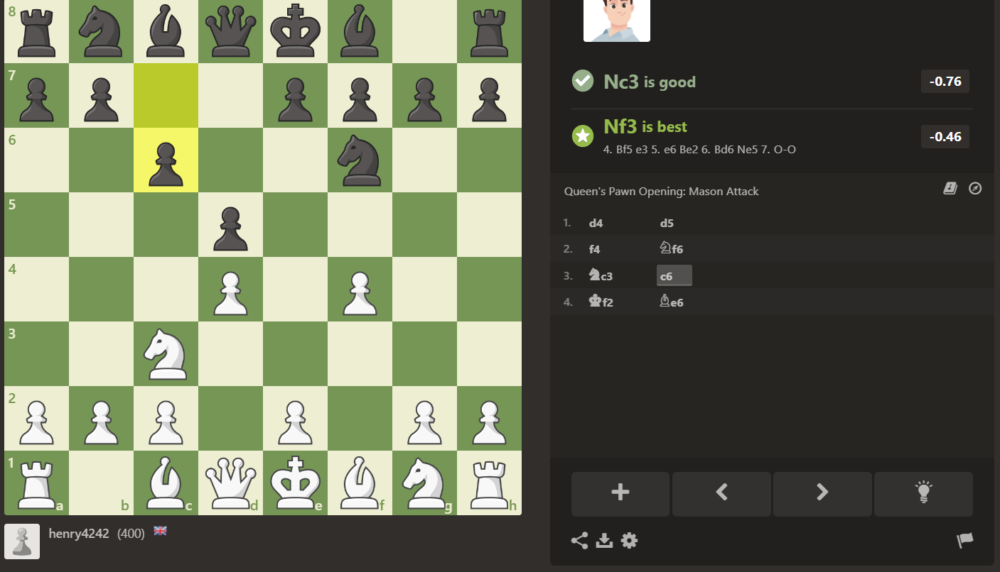 8
7
6
5
4
3
2
1
a b c d e f g h
henry4242 (400)
Nc3 is good -0.76
Nf3 is best -0.46
4. Bf5 e3 5. e6 Be2 6. Bd6 Ne5 7. O-O
Queen's Pawn Opening: Mason Attack
1. d4 d5
2. f4 f6
3. c3 c6
4. f2 e6